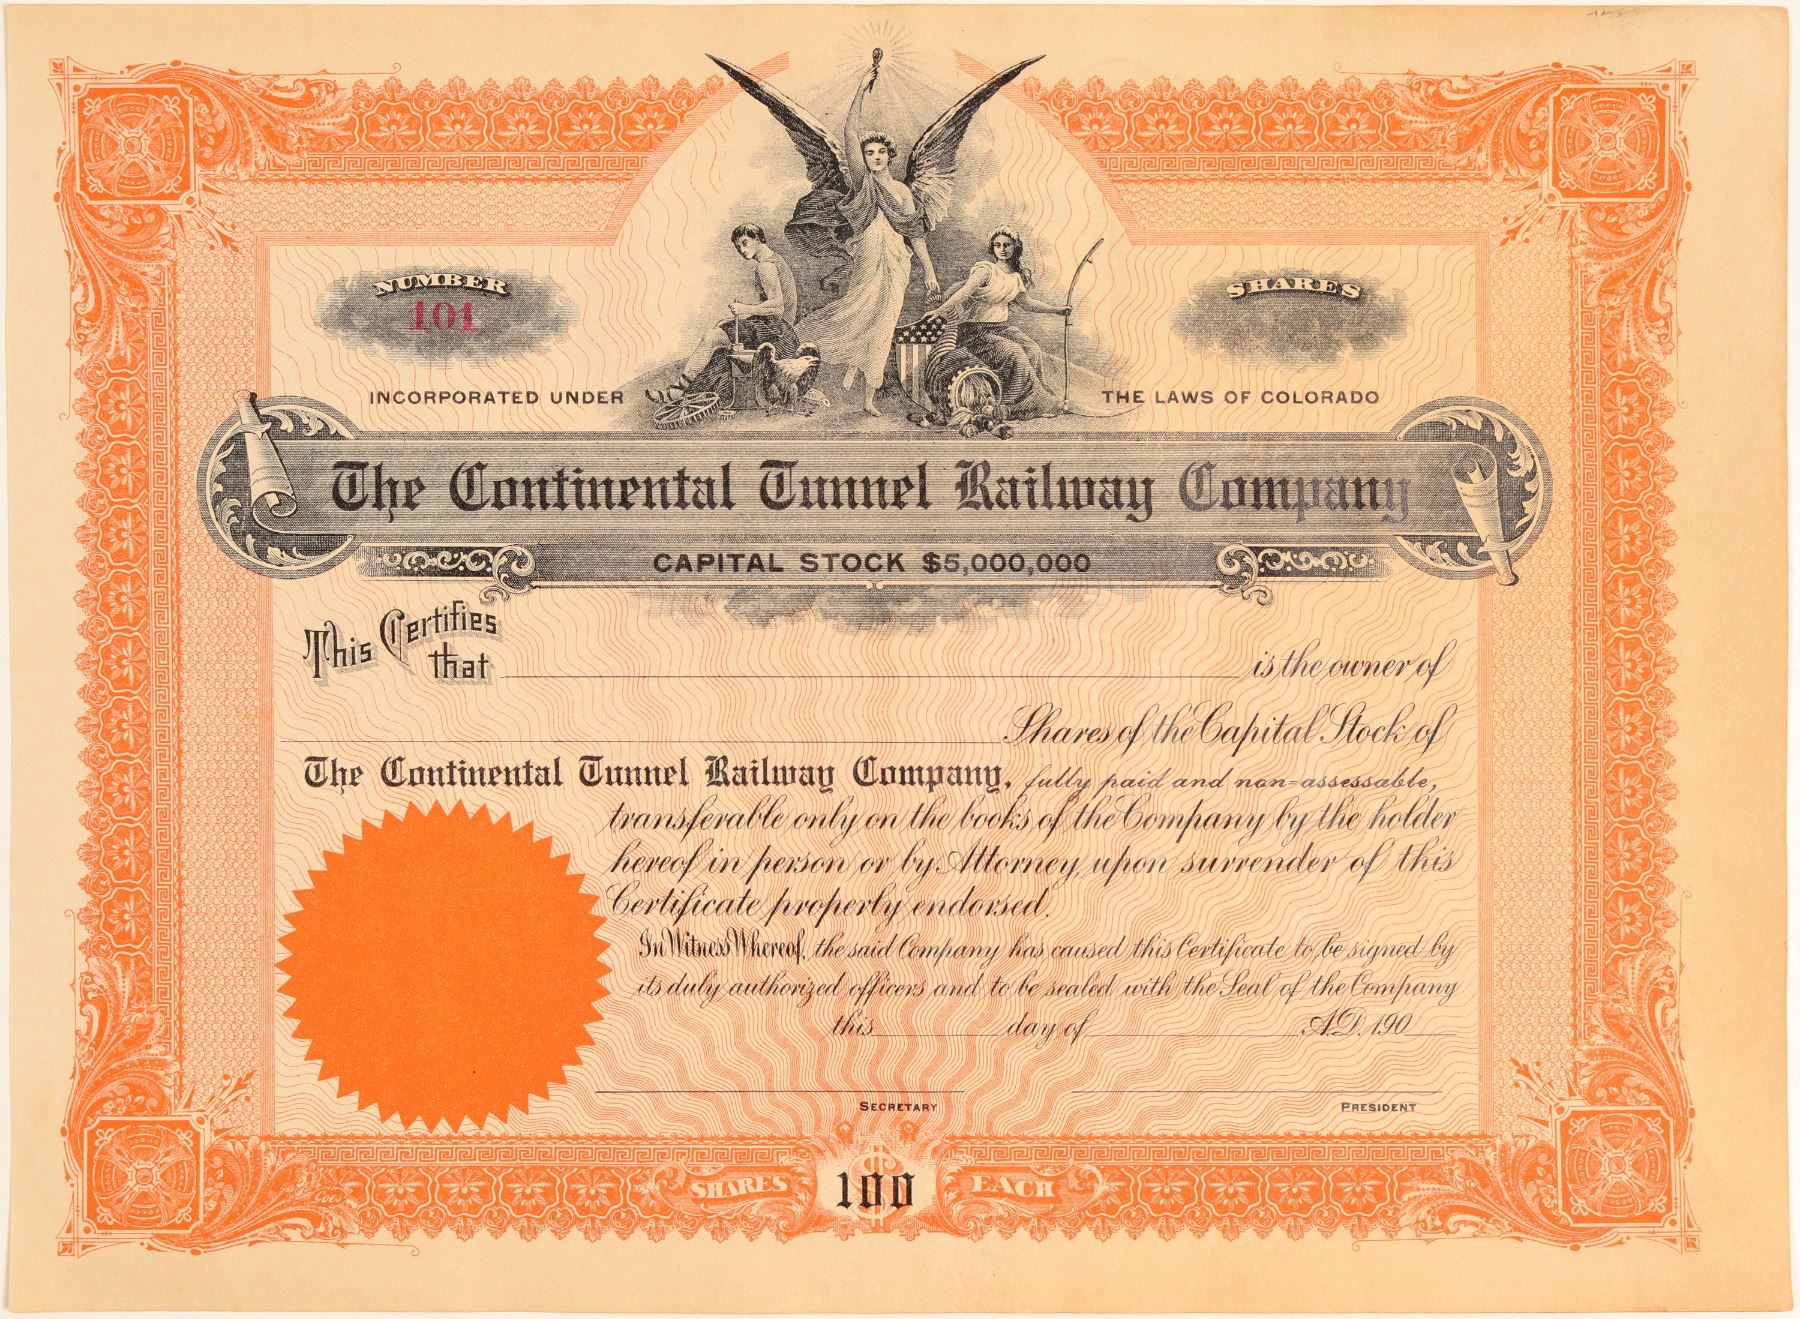 NUMBER
101
SHARES
INCORPORATED UNDER THE LAWS OF COLORADO
The Continental Tunnel Railway Company
CAPITAL STOCK $5,000,000
This Certifies that is the owner of
Shares of the Capital Stock of
The Continental Tunnel Railway Company, fully paid and non-assessable,
transferable only on the books of the Company by the holder
hereof in person or by Attorney, upon surrender of this
Certificate properly endorsed.
In Witness Whereof, the said Company has caused this Certificate to be signed by
its duly authorized officers and to be sealed with the Seal of the Company
this day of A.D. 190
SECRETARY PRESIDENT
SHARES $100 EACH
Goes